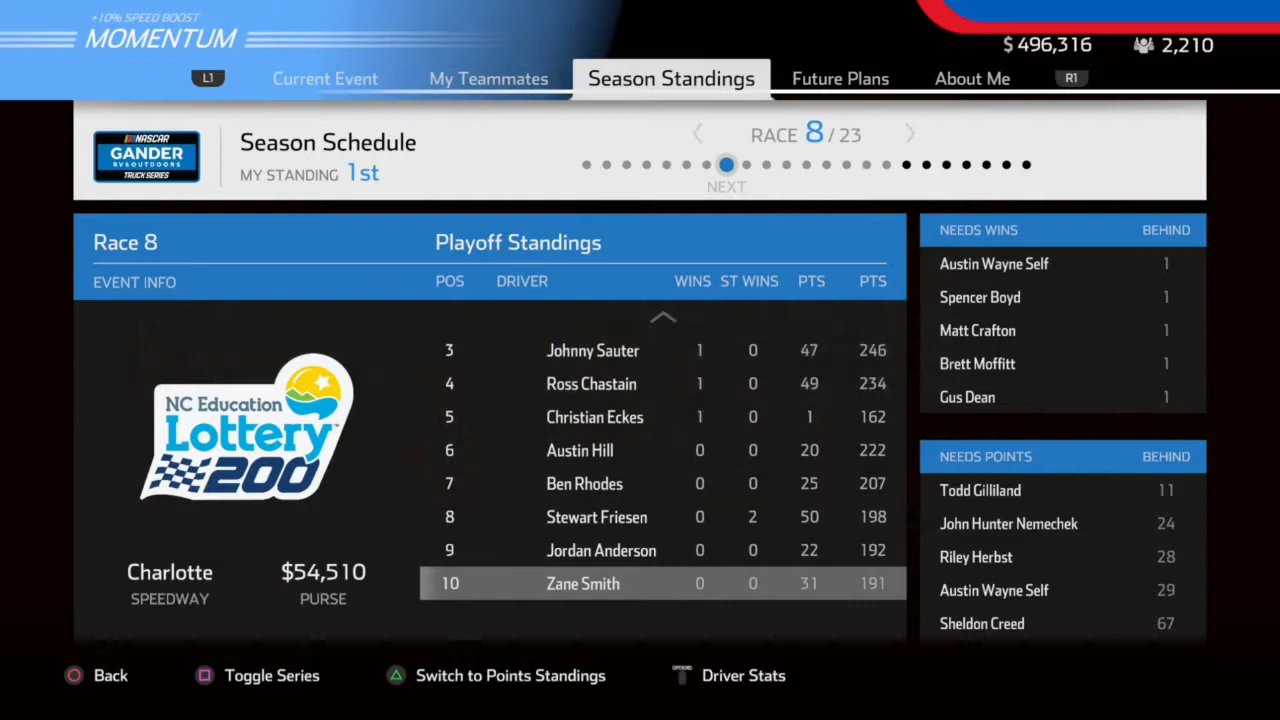 +10% SPEED BOOST
MOMENTUM
$ 496,316 2,210
L1 Current Event My Teammates Season Standings Future Plans About Me R1
NASCAR
GANDER
RV & OUTDOORS
TRUCK SERIES
Season Schedule
MY STANDING 1st
RACE 8 / 23
NEXT
Race 8 Playoff Standings
EVENT INFO POS DRIVER WINS ST WINS PTS PTS
3 Johnny Sauter 1 0 47 246
4 Ross Chastain 1 0 49 234
5 Christian Eckes 1 0 1 162
6 Austin Hill 0 0 20 222
7 Ben Rhodes 0 0 25 207
8 Stewart Friesen 0 2 50 198
9 Jordan Anderson 0 0 22 192
10 Zane Smith 0 0 31 191
NC Education
Lottery™
200
Charlotte $54,510
SPEEDWAY PURSE
NEEDS WINS BEHIND
Austin Wayne Self 1
Spencer Boyd 1
Matt Crafton 1
Brett Moffitt 1
Gus Dean 1
NEEDS POINTS BEHIND
Todd Gilliland 11
John Hunter Nemechek 24
Riley Herbst 28
Austin Wayne Self 29
Sheldon Creed 67
Back Toggle Series Switch to Points Standings OPTIONS Driver Stats